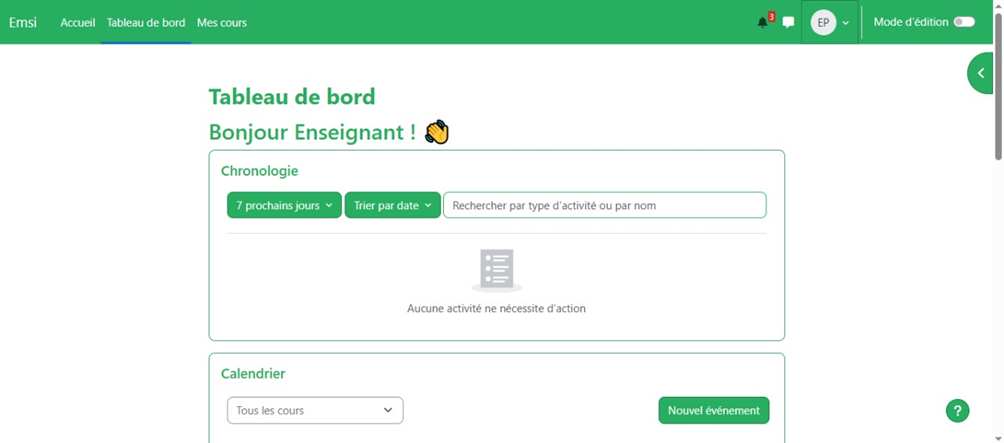 Emsi Accueil Tableau de bord Mes cours 3 EP Mode d'édition
Tableau de bord
Bonjour Enseignant !
Chronologie
7 prochains jours Trier par date Rechercher par type d'activité ou par nom
Aucune activité ne nécessite d'action
Calendrier
Tous les cours Nouvel événement ?